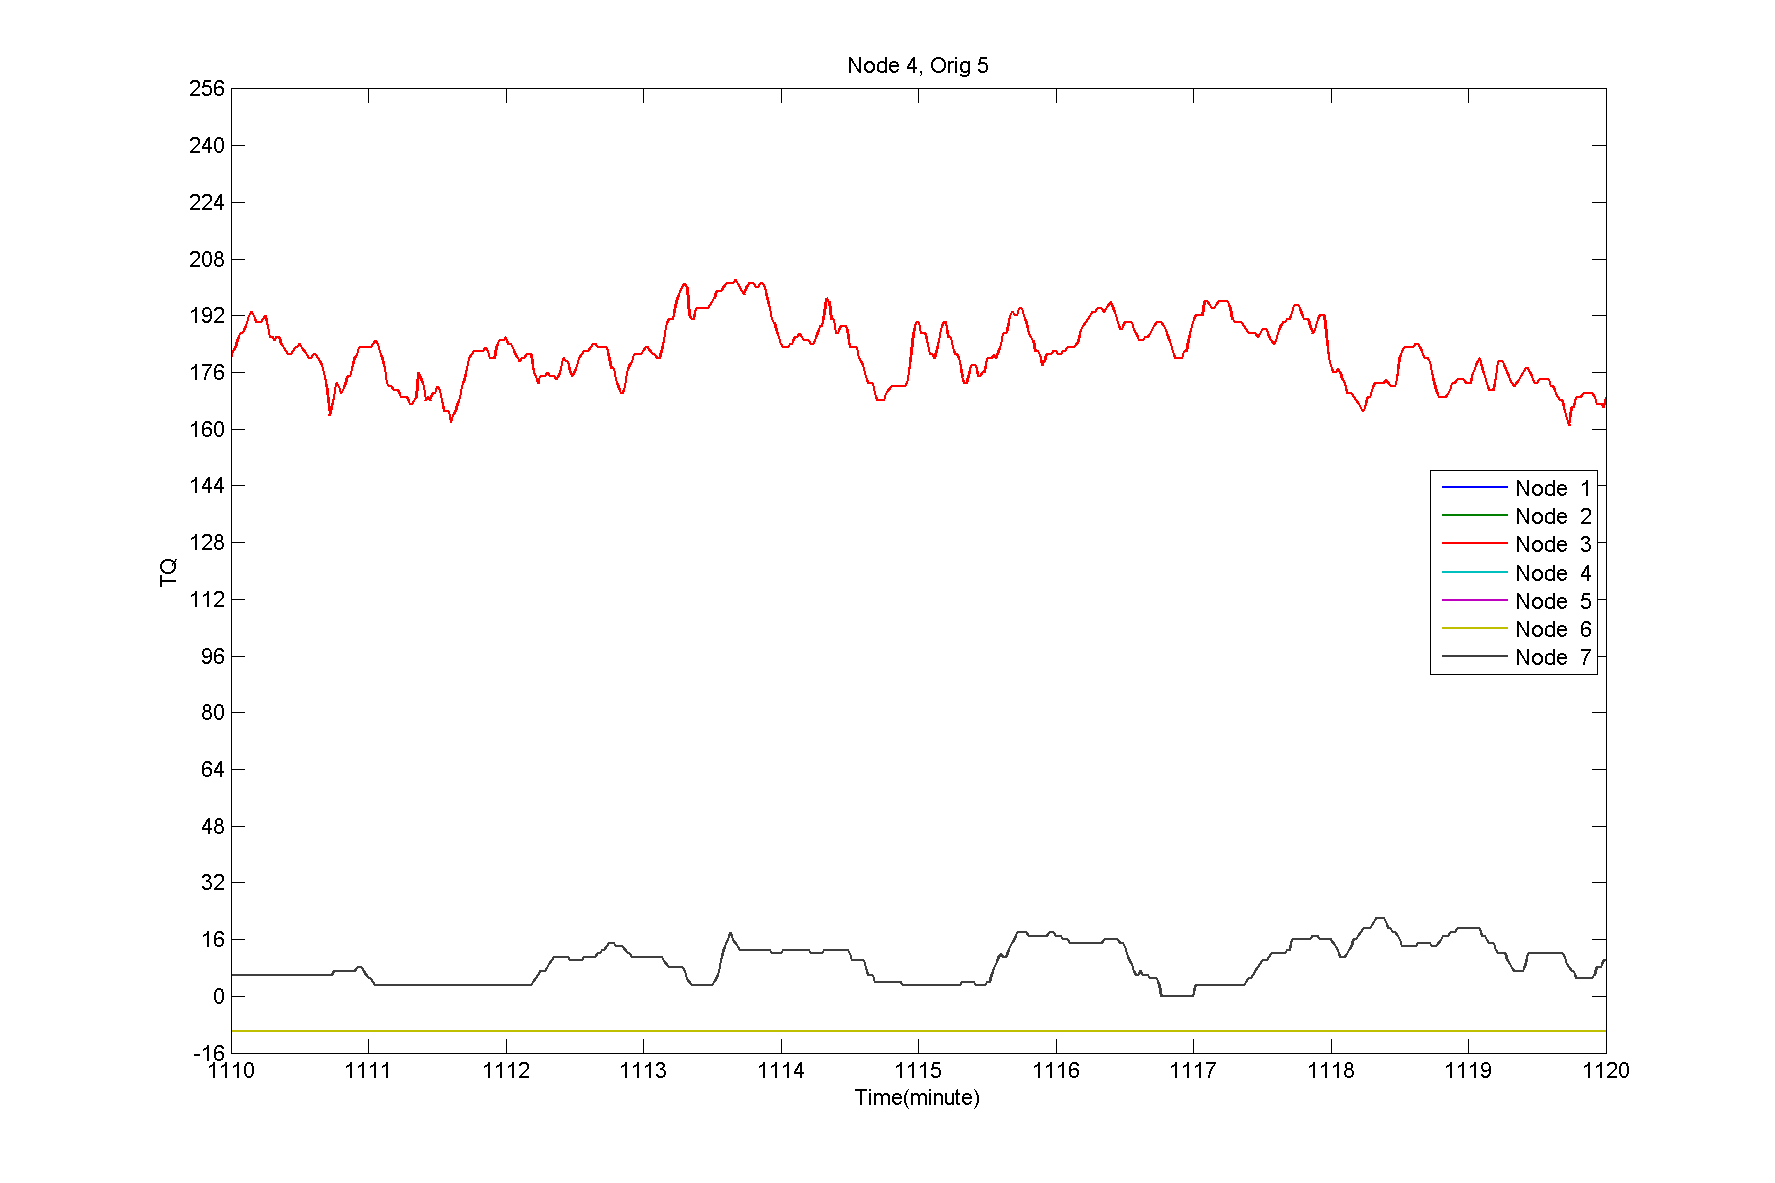 Node 4, Orig 5
256
240
224
208
192
176
160
144
128
112
96
80
64
48
32
16
0
-16
TQ
Node 1
Node 2
Node 3
Node 4
Node 5
Node 6
Node 7
1110 1111 1112 1113 1114 1115 1116 1117 1118 1119 1120
Time(minute)